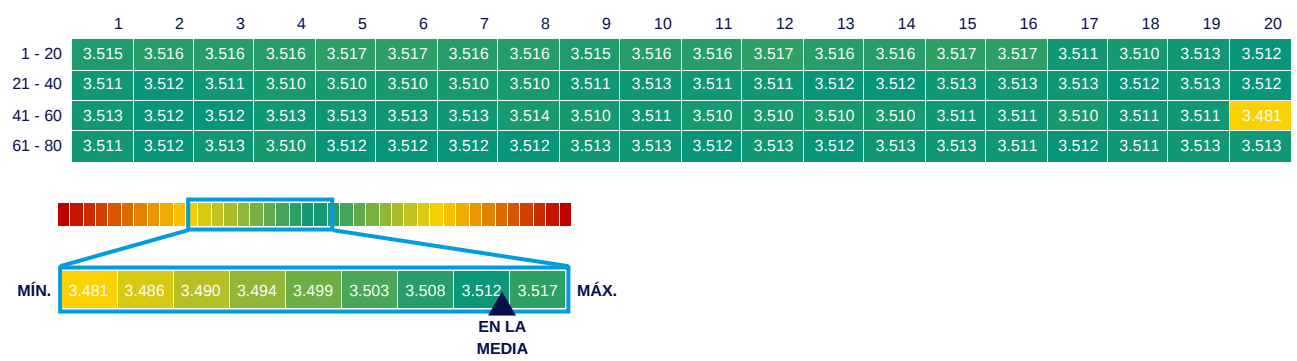 1 2 3 4 5 6 7 8 9 10 11 12 13 14 15 16 17 18 19 20
1 - 20 3.515 3.516 3.516 3.516 3.517 3.517 3.516 3.516 3.515 3.516 3.516 3.517 3.516 3.516 3.517 3.517 3.511 3.510 3.513 3.512
21 - 40 3.511 3.512 3.511 3.510 3.510 3.510 3.510 3.510 3.511 3.513 3.511 3.511 3.512 3.512 3.513 3.513 3.513 3.512 3.513 3.512
41 - 60 3.513 3.512 3.512 3.513 3.513 3.513 3.513 3.514 3.510 3.511 3.510 3.510 3.510 3.510 3.511 3.511 3.510 3.511 3.511 3.481
61 - 80 3.511 3.512 3.513 3.510 3.512 3.512 3.512 3.512 3.513 3.513 3.512 3.513 3.512 3.513 3.513 3.511 3.512 3.511 3.513 3.513
MÍN. 3.481 3.486 3.490 3.494 3.499 3.503 3.508 3.512 3.517 MÁX.
EN LA
MEDIA